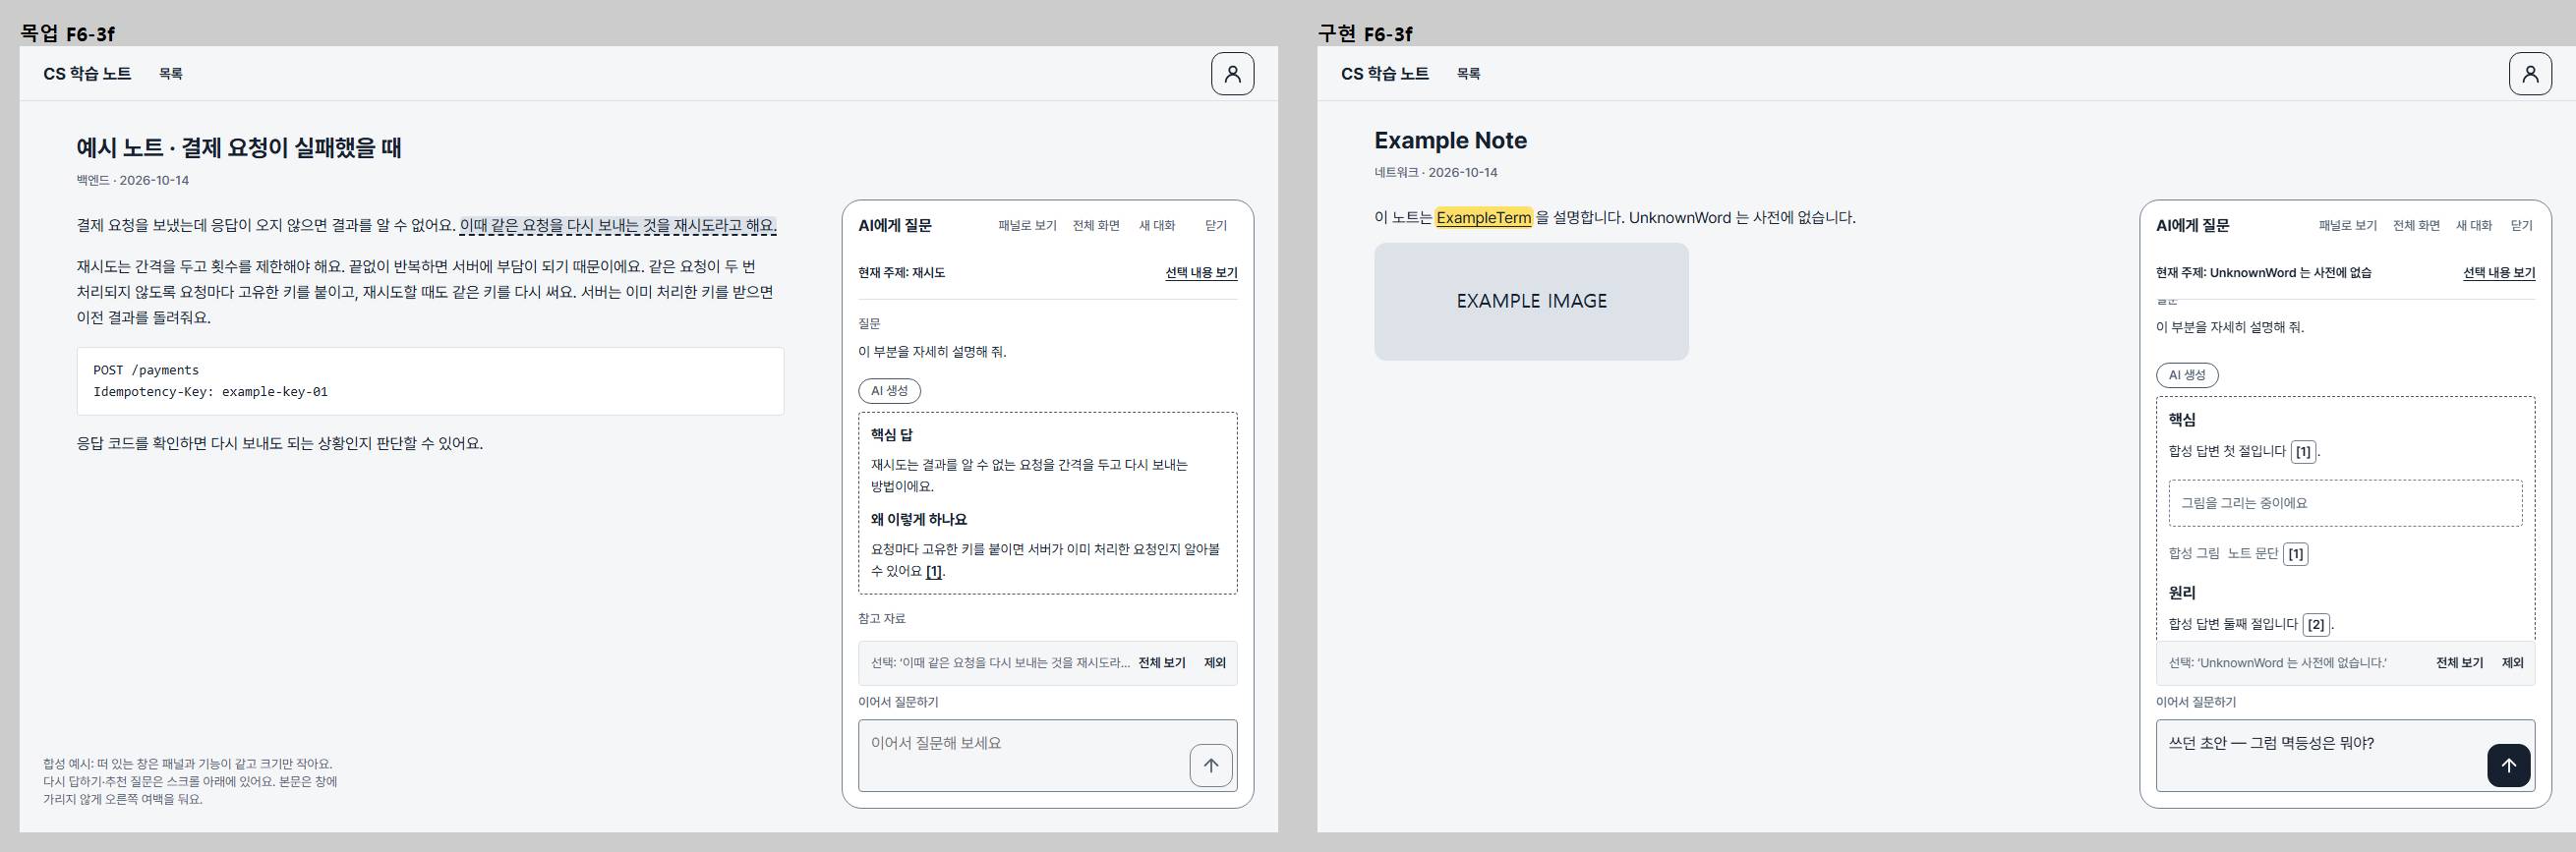 목업 F6-3f
CS 학습 노트 목록
예시 노트 · 결제 요청이 실패했을 때
백엔드 · 2026-10-14
결제 요청을 보냈는데 응답이 오지 않으면 결과를 알 수 없어요. 이때 같은 요청을 다시 보내는 것을 재시도라고 해요.
재시도는 간격을 두고 횟수를 제한해야 해요. 끝없이 반복하면 서버에 부담이 되기 때문이에요. 같은 요청이 두 번
처리되지 않도록 요청마다 고유한 키를 붙이고, 재시도할 때도 같은 키를 다시 써요. 서버는 이미 처리한 키를 받으면
이전 결과를 돌려줘요.
POST /payments
Idempotency-Key: example-key-01
응답 코드를 확인하면 다시 보내도 되는 상황인지 판단할 수 있어요.
합성 예시: 떠 있는 창은 패널과 기능이 같고 크기만 작아요.
다시 답하기·추천 질문은 스크롤 아래에 있어요. 본문은 창에
가리지 않게 오른쪽 여백을 둬요.
AI에게 질문 패널로 보기 전체 화면 새 대화 닫기
현재 주제: 재시도 선택 내용 보기
질문
이 부분을 자세히 설명해 줘.
AI 생성
핵심 답
재시도는 결과를 알 수 없는 요청을 간격을 두고 다시 보내는
방법이에요.
왜 이렇게 하나요
요청마다 고유한 키를 붙이면 서버가 이미 처리한 요청인지 알아볼
수 있어요 [1].
참고 자료
선택: ‘이때 같은 요청을 다시 보내는 것을 재시도라... 전체 보기 제외
이어서 질문하기
이어서 질문해 보세요
구현 F6-3f
CS 학습 노트 목록
Example Note
네트워크 · 2026-10-14
이 노트는 ExampleTerm 을 설명합니다. UnknownWord 는 사전에 없습니다.
EXAMPLE IMAGE
AI에게 질문 패널로 보기 전체 화면 새 대화 닫기
현재 주제: UnknownWord 는 사전에 없습 선택 내용 보기
질문
이 부분을 자세히 설명해 줘.
AI 생성
핵심
합성 답변 첫 절입니다 [1].
그림을 그리는 중이에요
합성 그림 노트 문단 [1]
원리
합성 답변 둘째 절입니다 [2].
선택: ‘UnknownWord 는 사전에 없습니다.’ 전체 보기 제외
이어서 질문하기
쓰던 초안 — 그럼 멱등성은 뭐야?